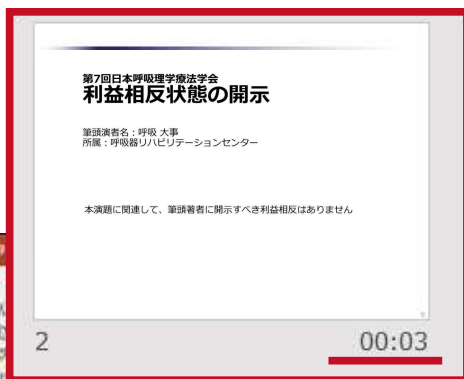 第7回日本呼吸理学療法学会
利益相反状態の開示
筆頭演者名：呼吸 大事
所属：呼吸器リハビリテーションセンター
本演題に関連して、筆頭著者に開示すべき利益相反はありません
2
00:03